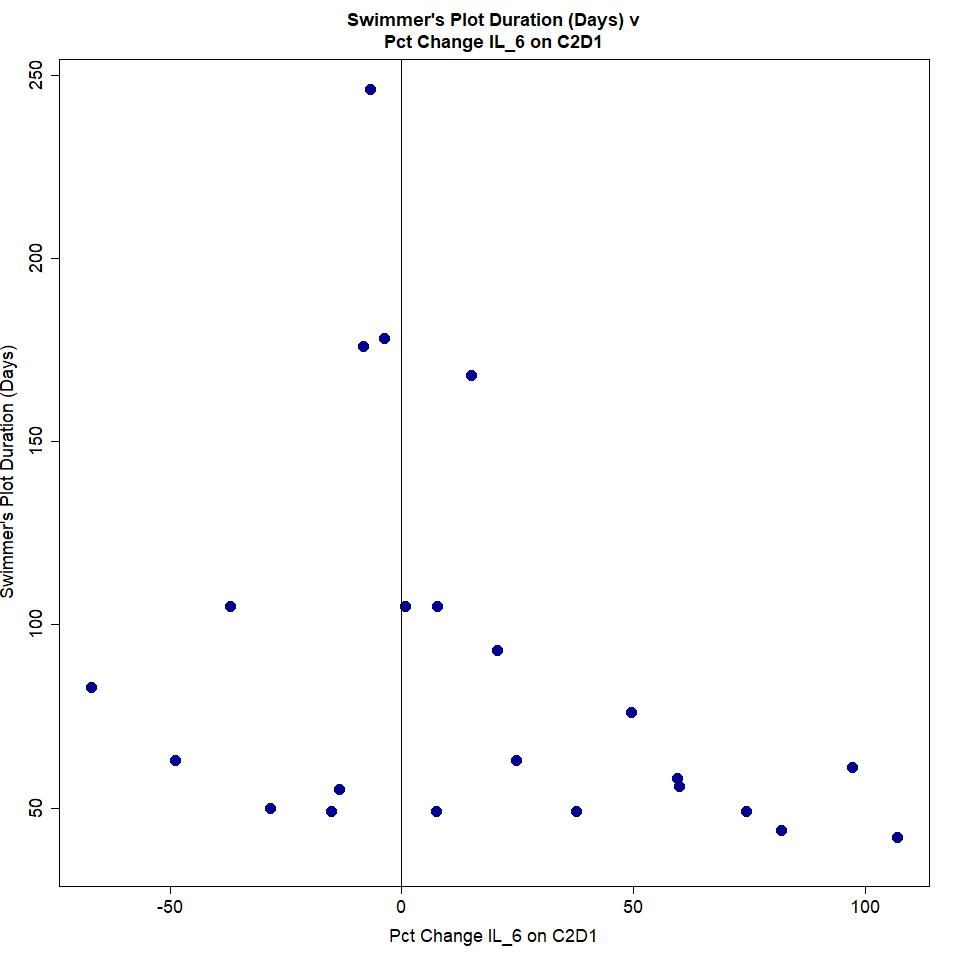 Swimmer's Plot Duration (Days) v
Pct Change IL_6 on C2D1
Swimmer's Plot Duration (Days)
250
200
150
100
50
-50
0
50
100
Pct Change IL_6 on C2D1